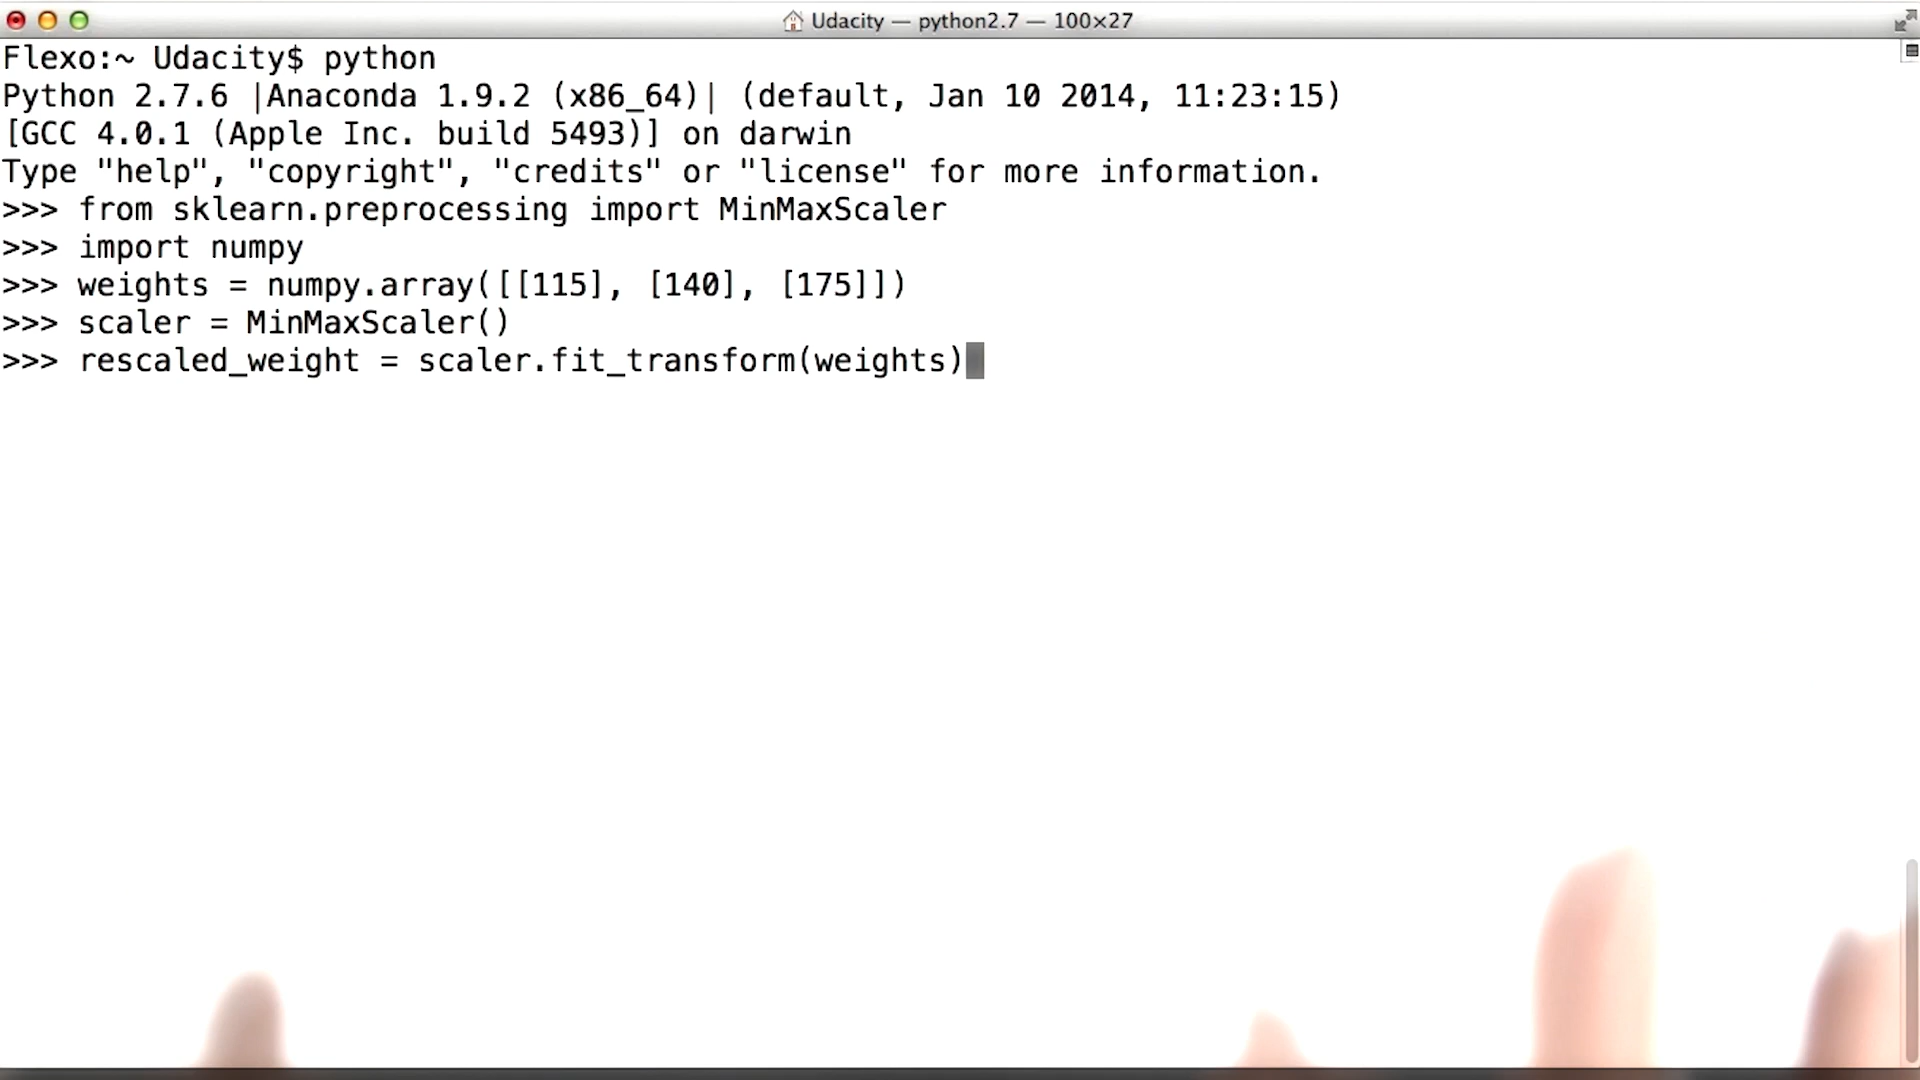 Udacity — python2.7 — 100×27
Flexo:~ Udacity$ python
Python 2.7.6 |Anaconda 1.9.2 (x86_64)| (default, Jan 10 2014, 11:23:15)
[GCC 4.0.1 (Apple Inc. build 5493)] on darwin
Type "help", "copyright", "credits" or "license" for more information.
>>> from sklearn.preprocessing import MinMaxScaler
>>> import numpy
>>> weights = numpy.array([[115], [140], [175]])
>>> scaler = MinMaxScaler()
>>> rescaled_weight = scaler.fit_transform(weights)